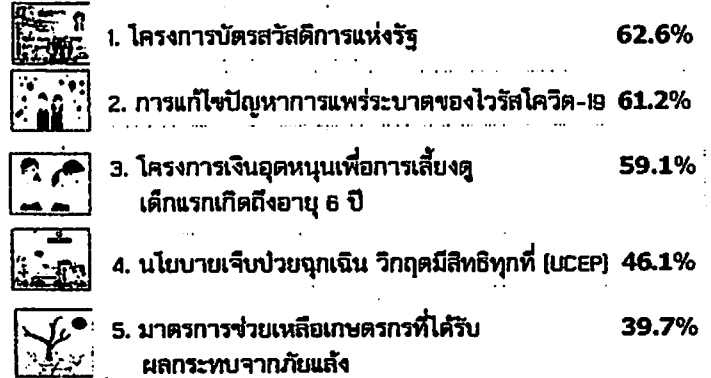 1. โครงการบัตรสวัสดิการแห่งรัฐ 62.6%
2. การแก้ไขปัญหาการแพร่ระบาดของไวรัสโควิด-19 61.2%
3. โครงการเงินอุดหนุนเพื่อการเลี้ยงดู 59.1%
เด็กแรกเกิดถึงอายุ 6 ปี
4. นโยบายเจ็บป่วยฉุกเฉิน วิกฤตมีสิทธิทุกที่ (UCEP) 46.1%
5. มาตรการช่วยเหลือเกษตรกรที่ได้รับ 39.7%
ผลกระทบจากภัยแล้ง